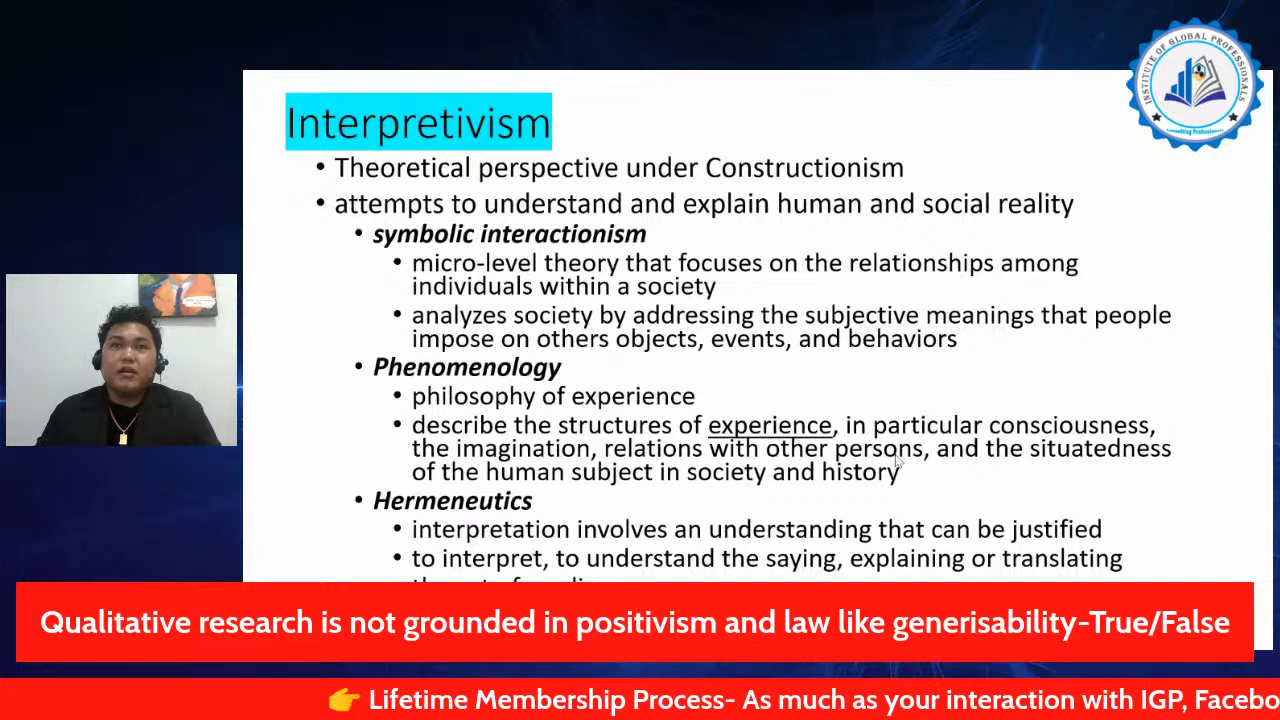 INSTITUTE OF GLOBAL PROFESSIONALS
Interpretivism
• Theoretical perspective under Constructionism
• attempts to understand and explain human and social reality
• symbolic interactionism
• micro-level theory that focuses on the relationships among
individuals within a society
• analyzes society by addressing the subjective meanings that people
impose on others objects, events, and behaviors
• Phenomenology
• philosophy of experience
• describe the structures of experience, in particular consciousness,
the imagination, relations with other persons, and the situatedness
of the human subject in society and history
• Hermeneutics
• interpretation involves an understanding that can be justified
• to interpret, to understand the saying, explaining or translating
Qualitative research is not grounded in positivism and law like generisability-True/False
👉 Lifetime Membership Process- As much as your interaction with IGP, Facebo